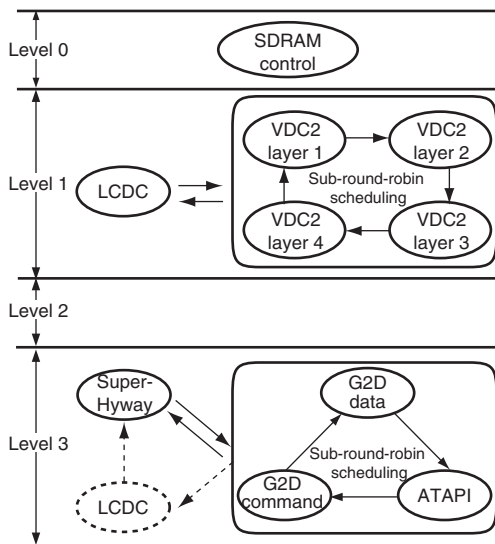 Level 0
SDRAM
control
Level 1
LCDC
VDC2
layer 1
VDC2
layer 2
Sub-round-robin
scheduling
VDC2
layer 4
VDC2
layer 3
Level 2
Level 3
Super-
Hyway
LCDC
G2D
data
Sub-round-robin
scheduling
G2D
command
ATAPI